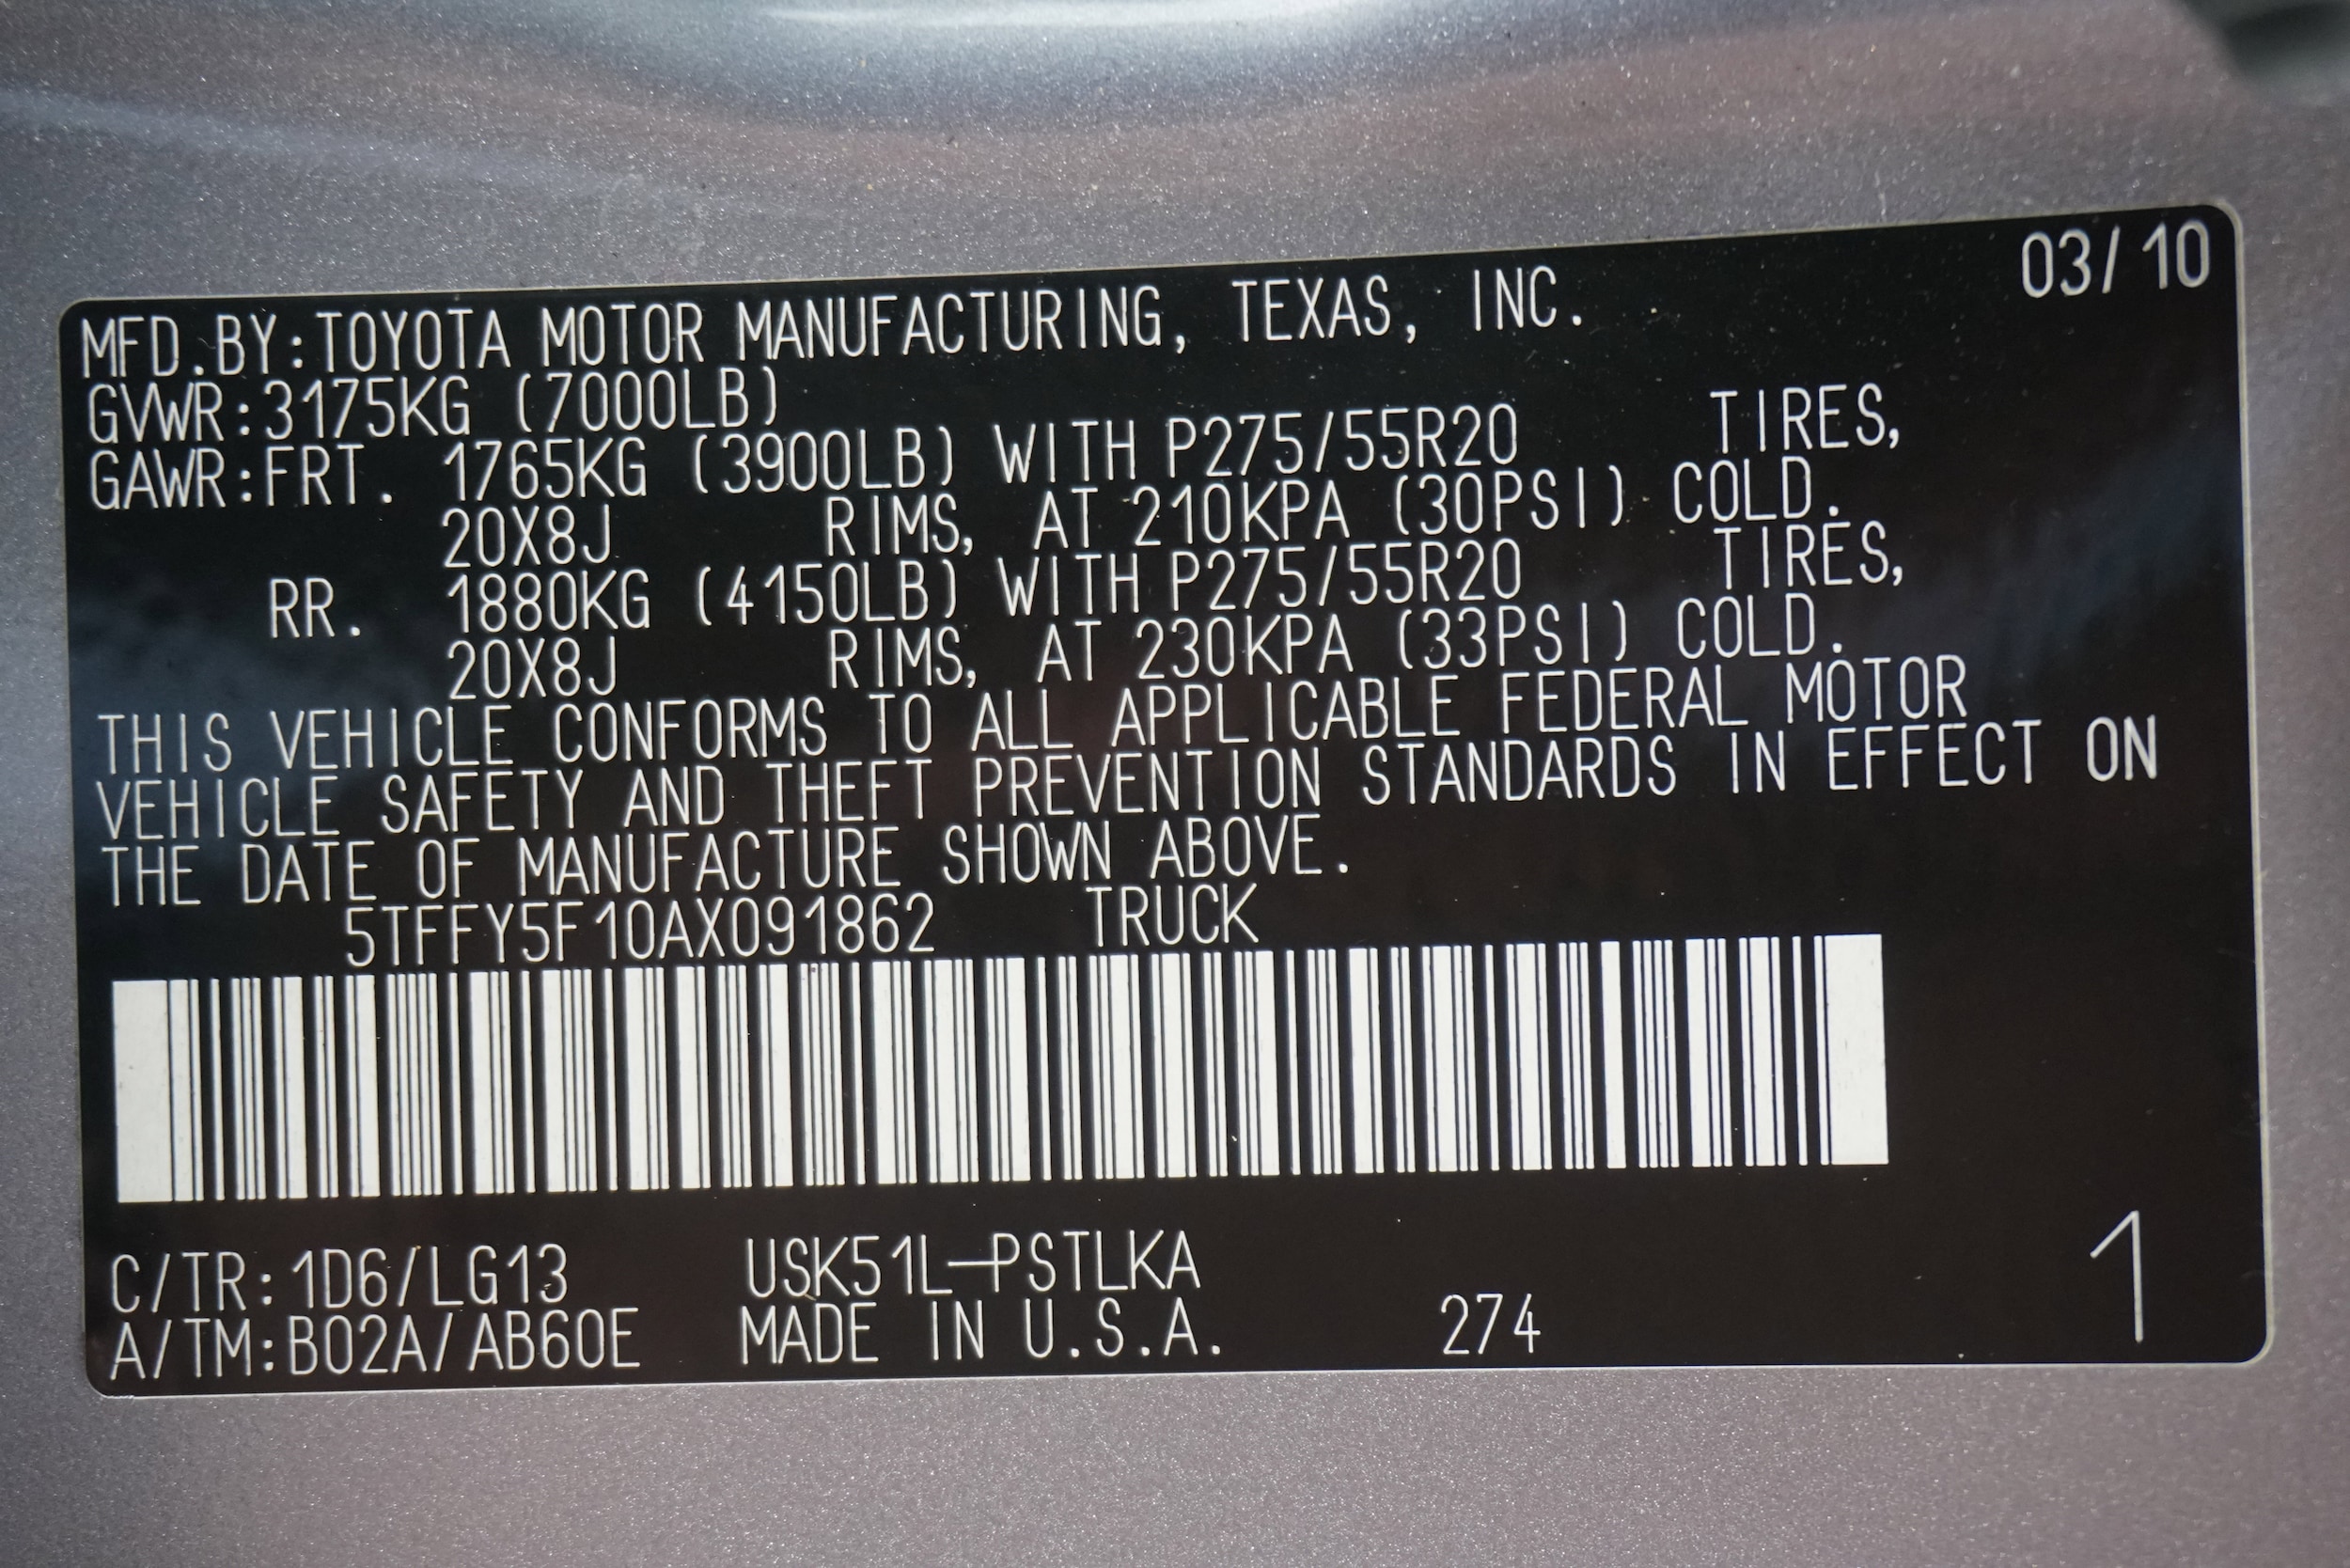 03/10
MFD.BY:TOYOTA MOTOR MANUFACTURING, TEXAS, INC.
GVWR:3175KG (7000LB)
GAWR:FRT. 1765KG (3900LB) WITH P275/55R20 TIRES,
20X8J RIMS, AT 210KPA (30PSI) COLD.
RR. 1880KG (4150LB) WITH P275/55R20 TIRES,
20X8J RIMS, AT 230KPA (33PSI) COLD.
THIS VEHICLE CONFORMS TO ALL APPLICABLE FEDERAL MOTOR
VEHICLE SAFETY AND THEFT PREVENTION STANDARDS IN EFFECT ON
THE DATE OF MANUFACTURE SHOWN ABOVE.
5TFFY5F10AX091862 TRUCK
C/TR:1D6/LG13 USK51L-PSTLKA
A/TM:B02A/AB60E MADE IN U.S.A. 274 1